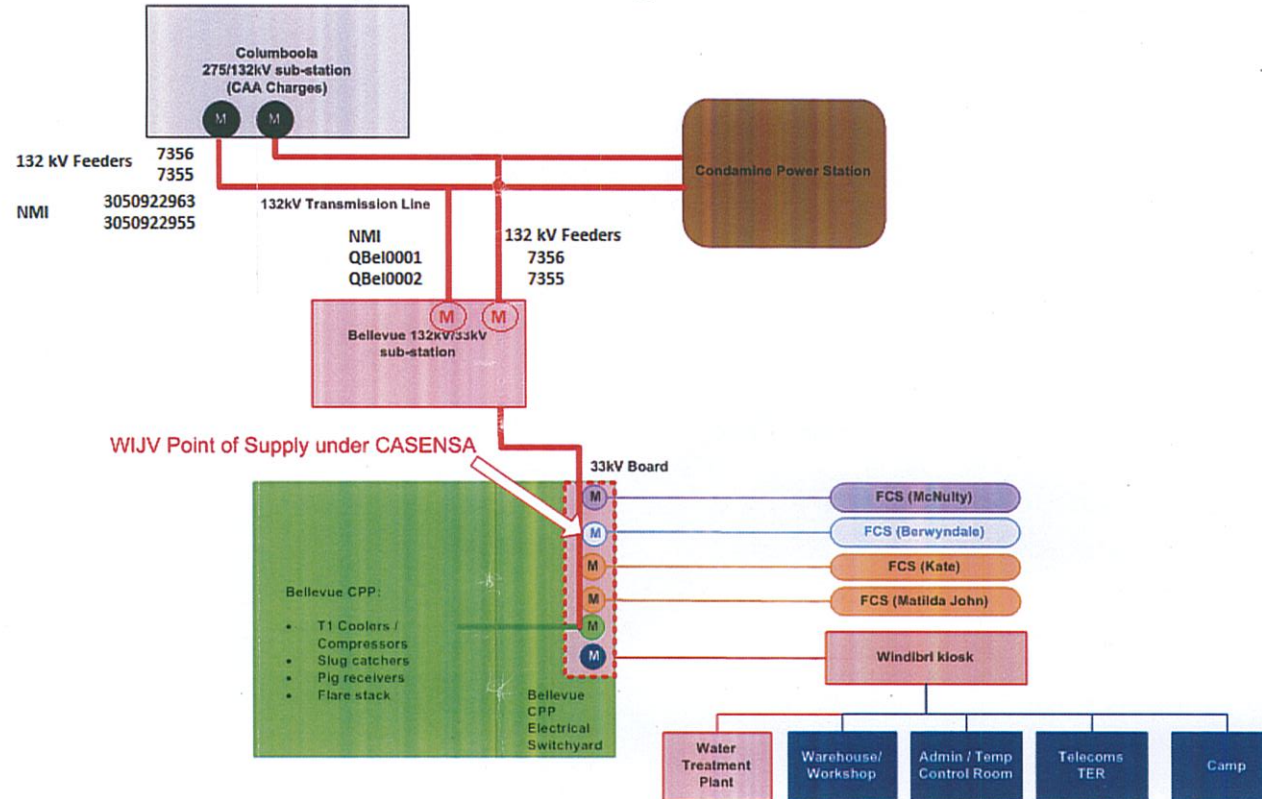 Columboola
275/132kV sub-station
(CAA Charges)
M
M
132 kV Feeders
7356
7355
NMI
3050922963
3050922955
132kV Transmission Line
Condamine Power Station
NMI
QBel0001
QBel0002
132 kV Feeders
7356
7355
M
M
Bellevue 132kV/33kV
sub-station
WIJV Point of Supply under CASENSA
33kV Board
M
FCS (McNulty)
M
FCS (Berwyndale)
M
FCS (Kate)
M
FCS (Matilda John)
M
M
Windibri kiosk
Bellevue CPP:
• T1 Coolers /
Compressors
• Slug catchers
• Pig receivers
• Flare stack
Bellevue
CPP
Electrical
Switchyard
Water
Treatment
Plant
Warehouse/
Workshop
Admin / Temp
Control Room
Telecoms
TER
Camp